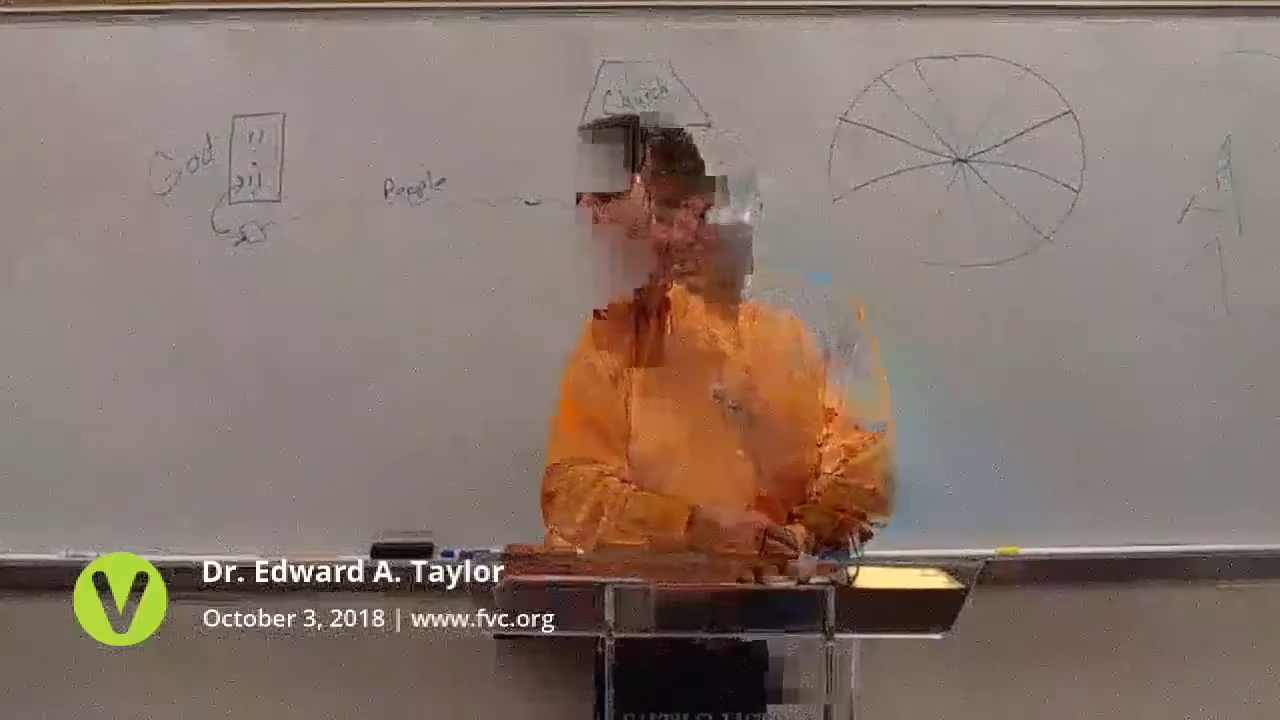 Church
God
People
Dr. Edward A. Taylor
October 3, 2018 | www.fvc.org